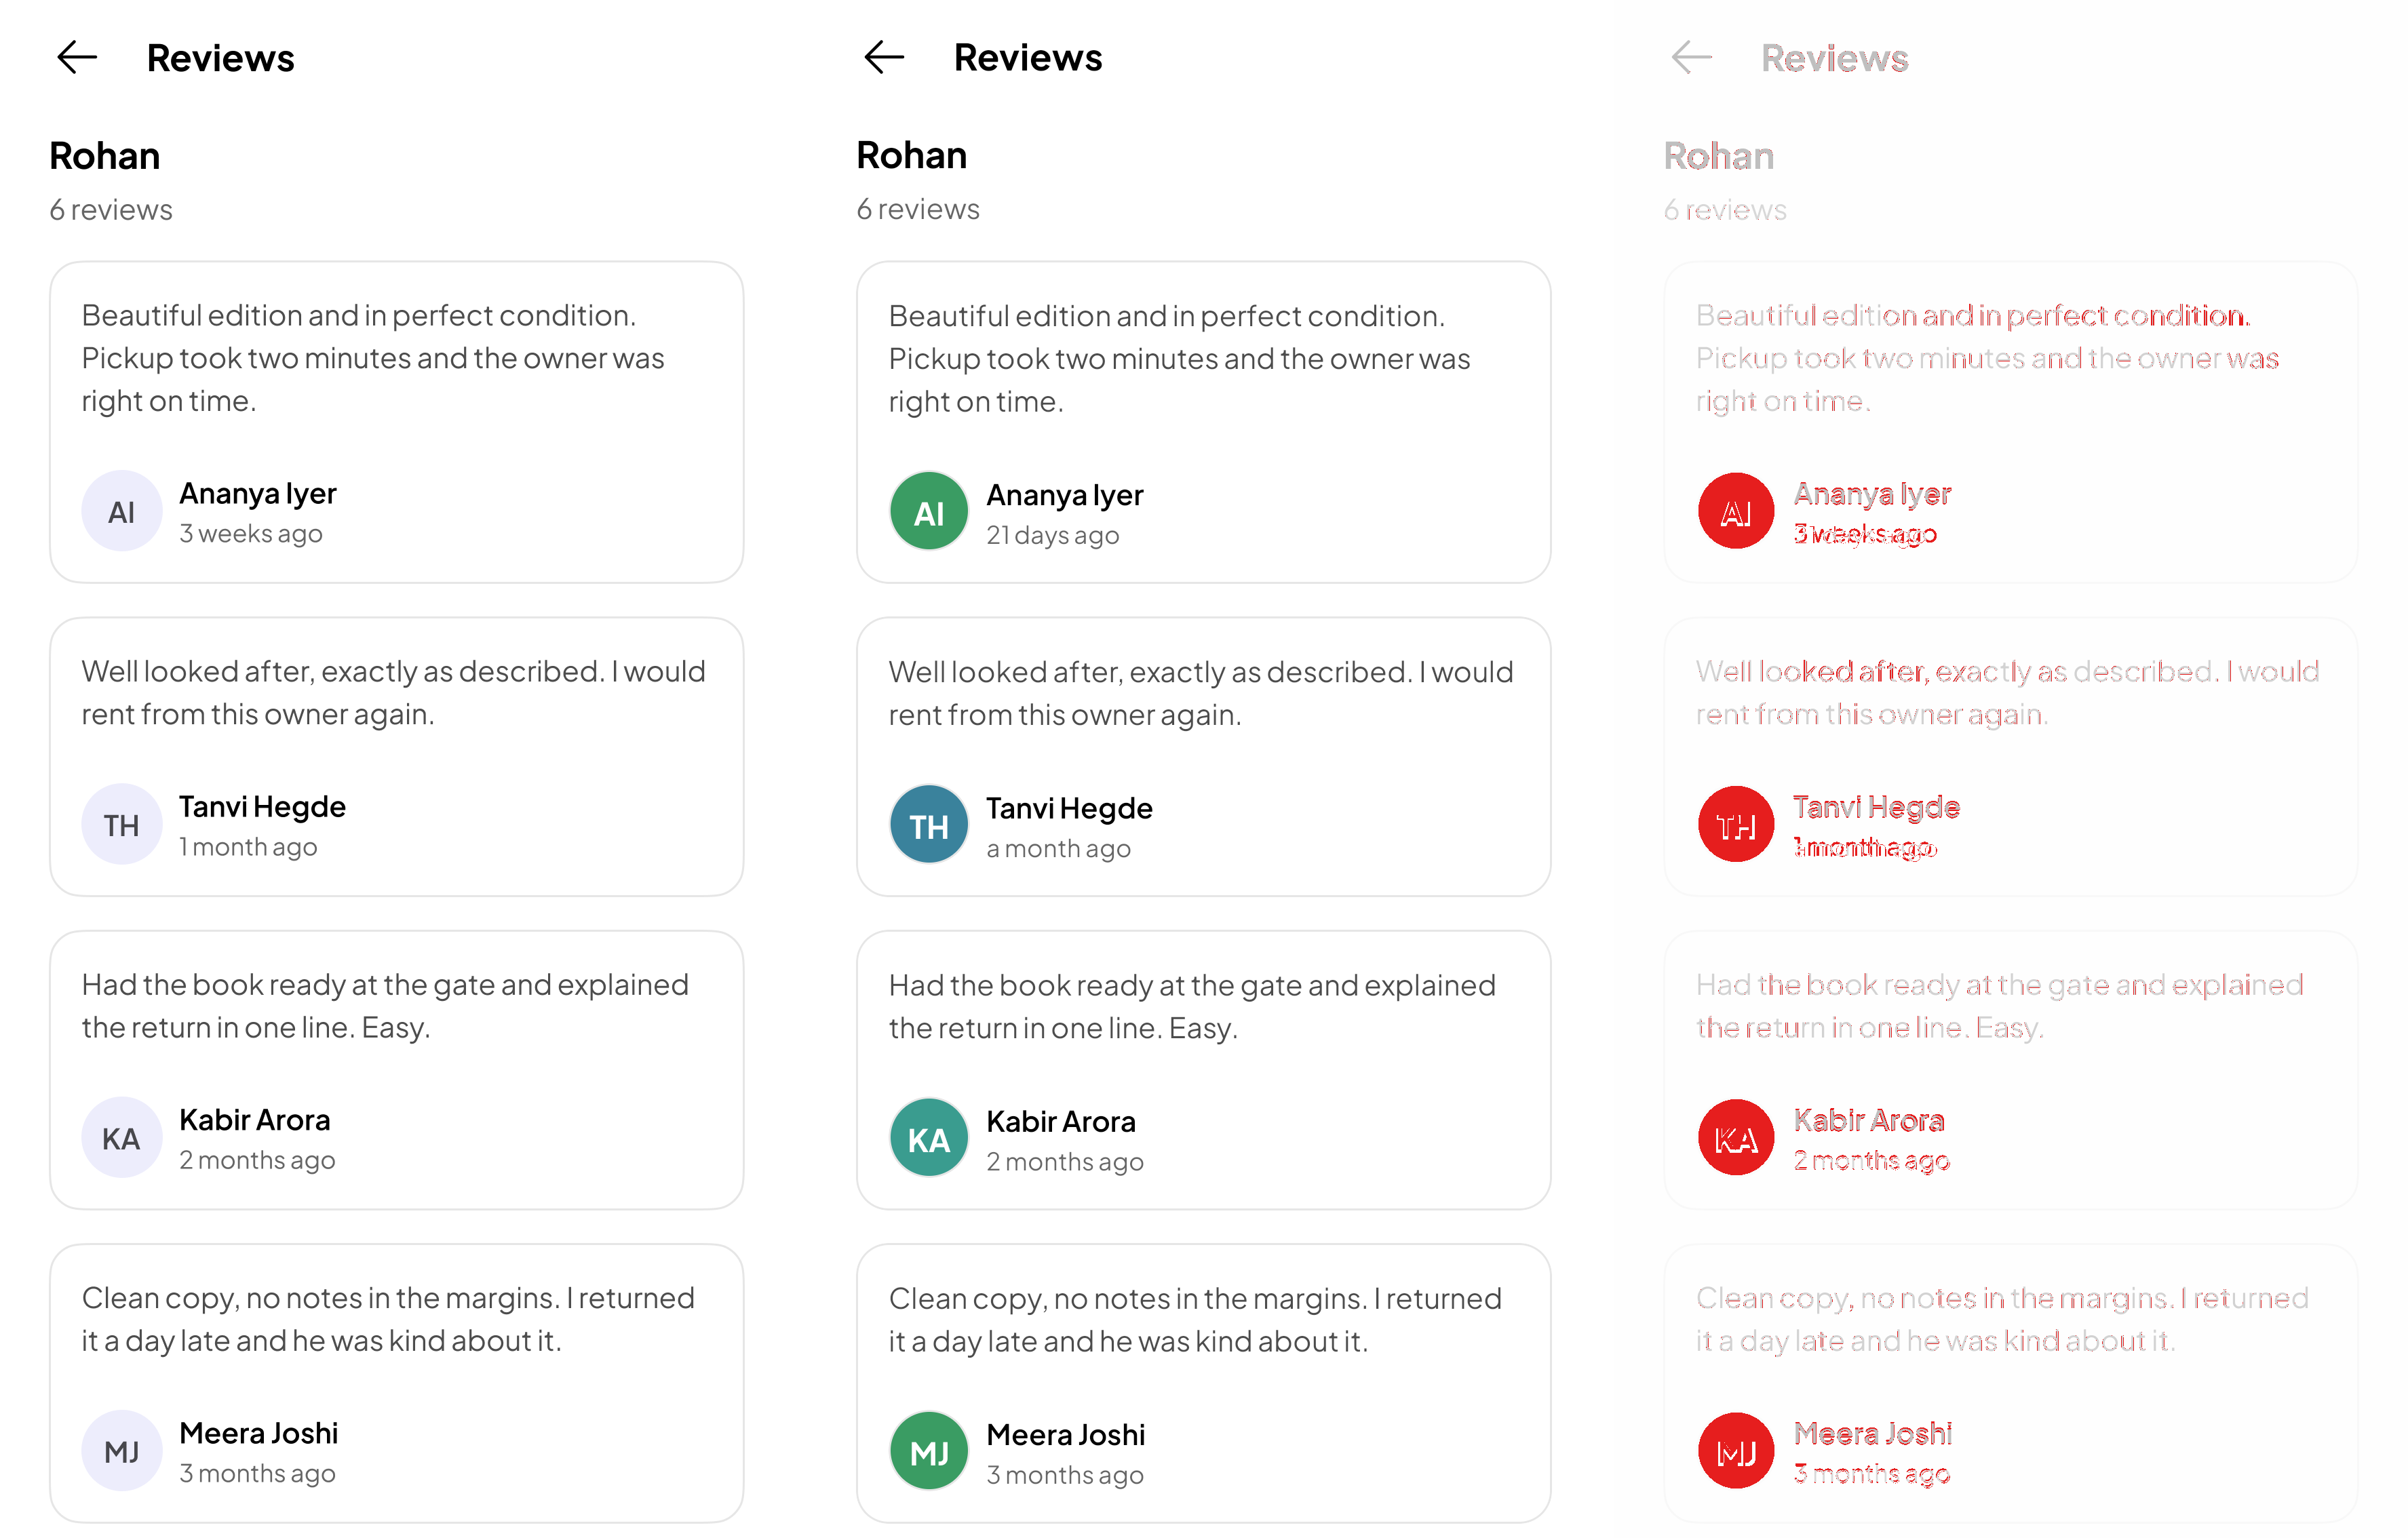 Reviews
Rohan
6 reviews
Beautiful edition and in perfect condition.
Pickup took two minutes and the owner was
right on time.
AI
Ananya Iyer
3 weeks ago
Well looked after, exactly as described. I would
rent from this owner again.
TH
Tanvi Hegde
1 month ago
Had the book ready at the gate and explained
the return in one line. Easy.
KA
Kabir Arora
2 months ago
Clean copy, no notes in the margins. I returned
it a day late and he was kind about it.
MJ
Meera Joshi
3 months ago
Reviews
Rohan
6 reviews
Beautiful edition and in perfect condition.
Pickup took two minutes and the owner was
right on time.
AI
Ananya Iyer
21 days ago
Well looked after, exactly as described. I would
rent from this owner again.
TH
Tanvi Hegde
a month ago
Had the book ready at the gate and explained
the return in one line. Easy.
KA
Kabir Arora
2 months ago
Clean copy, no notes in the margins. I returned
it a day late and he was kind about it.
MJ
Meera Joshi
3 months ago
Reviews
Rohan
6 reviews
Beautiful edition and in perfect condition.
Pickup took two minutes and the owner was
right on time.
AI
Ananya Iyer
Well looked after, exactly as described. I would
rent from this owner again.
TH
Tanvi Hegde
Had the book ready at the gate and explained
the return in one line. Easy.
KA
Kabir Arora
2 months ago
Clean copy, no notes in the margins. I returned
it a day late and he was kind about it.
MJ
Meera Joshi
3 months ago